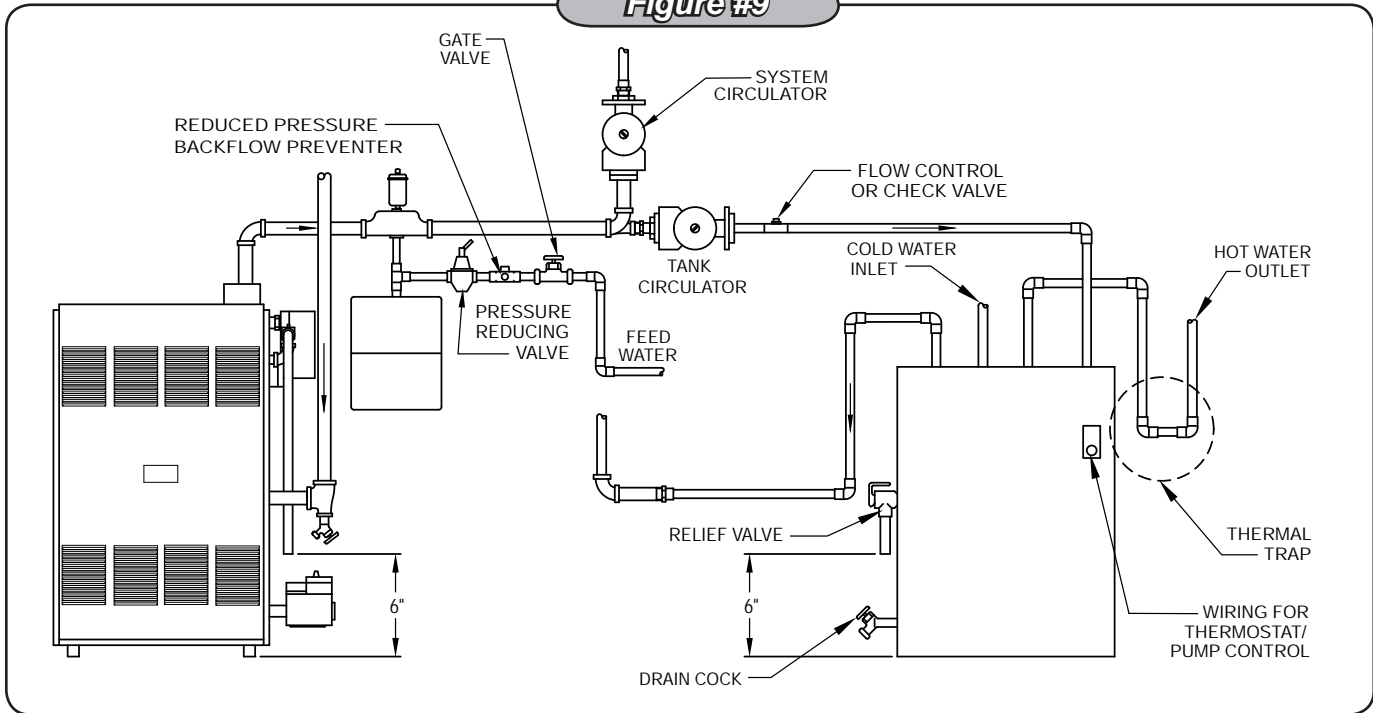 Figure #9
GATE
VALVE
SYSTEM
CIRCULATOR
REDUCED PRESSURE
BACKFLOW PREVENTER
FLOW CONTROL
OR CHECK VALVE
COLD WATER
INLET
HOT WATER
OUTLET
TANK
CIRCULATOR
PRESSURE
REDUCING
VALVE
FEED
WATER
RELIEF VALVE
THERMAL
TRAP
6"
6"
WIRING FOR
THERMOSTAT/
PUMP CONTROL
DRAIN COCK